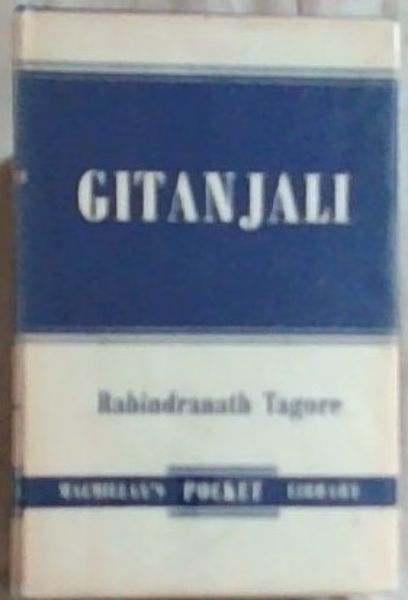 GITANJALI
Rabindranath Tagore
MACMILLAN'S POCKET LIBRARY